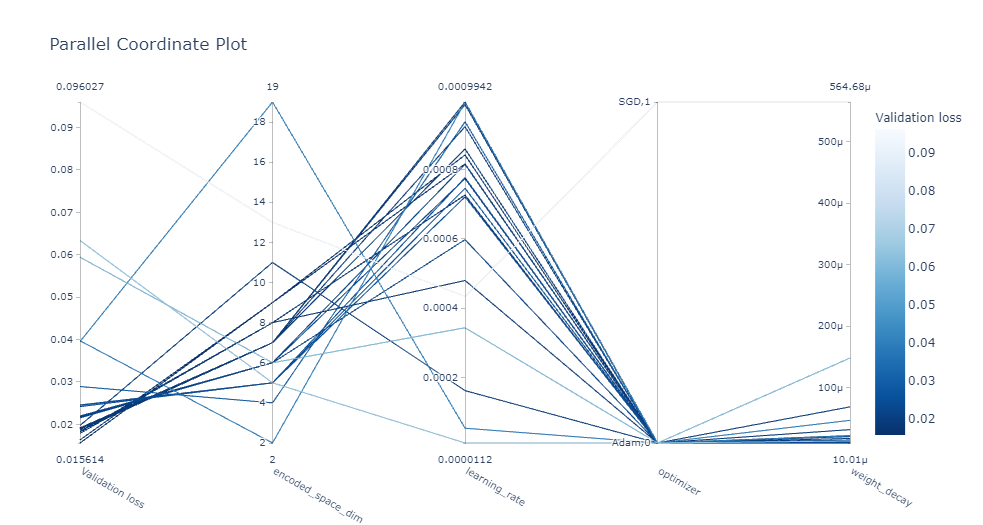 Parallel Coordinate Plot
0.096027 19 0.0009942 564.68μ
Validation loss
SGD,1
0.09 18 500μ 0.09
0.08 16 0.0008 400μ 0.08
0.07 14 0.0006 300μ 0.07
0.06 12 0.0004 200μ 0.06
0.05 10 0.0002 100μ 0.05
0.04 8 0.04
0.03 6 0.03
0.02 4 0.02
2 Adam,0
0.015614 2 0.0000112 10.01μ
Validation loss
encoded_space_dim
learning_rate
optimizer
weight_decay